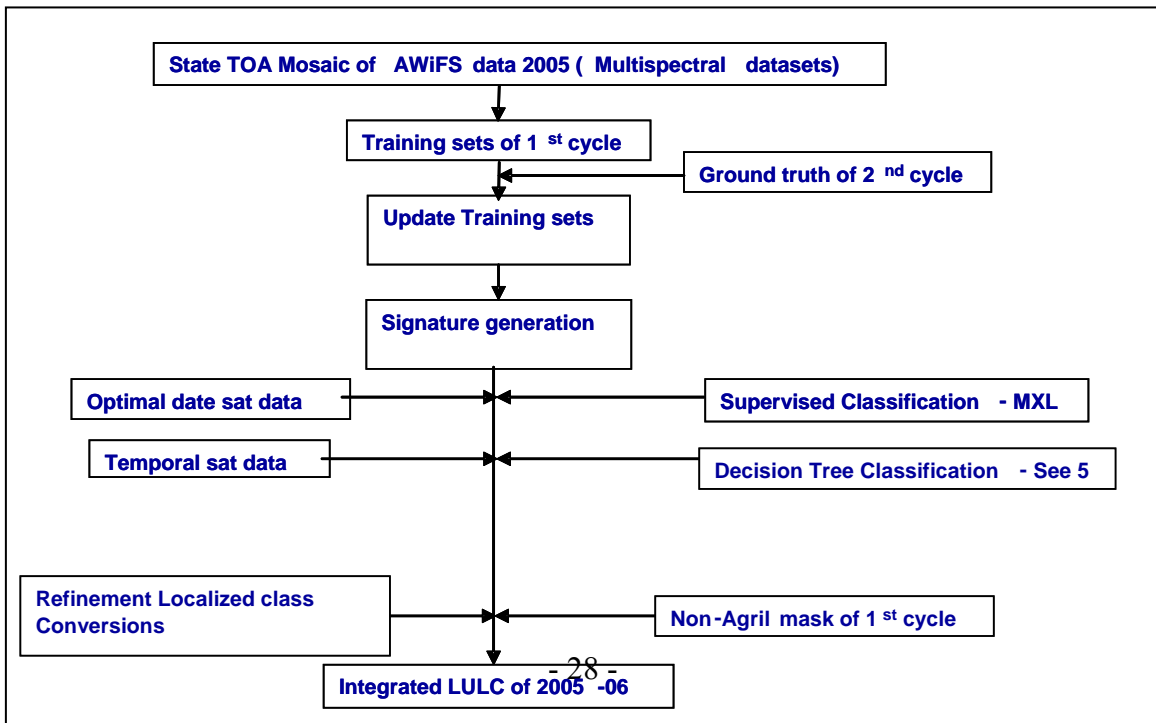 State TOA Mosaic of AWiFS data 2005 ( Multispectral datasets)
Training sets of 1 st cycle
Ground truth of 2 nd cycle
Update Training sets
Signature generation
Optimal date sat data
Supervised Classification - MXL
Temporal sat data
Decision Tree Classification - See 5
Refinement Localized class
Conversions
Non-Agril mask of 1 st cycle
- 28 -
Integrated LULC of 2005 -06